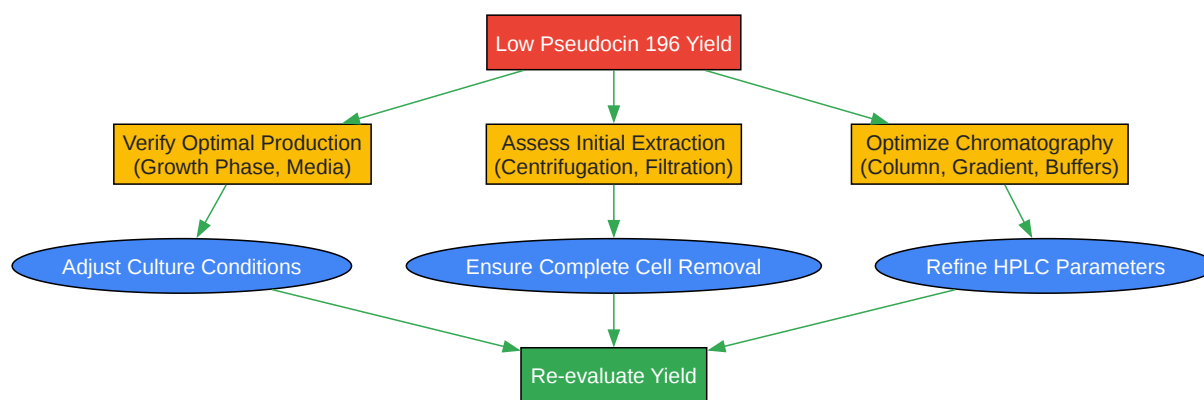 Low Pseudocin 196 Yield
Verify Optimal Production
(Growth Phase, Media)
Assess Initial Extraction
(Centrifugation, Filtration)
Optimize Chromatography
(Column, Gradient, Buffers)
Adjust Culture Conditions
Ensure Complete Cell Removal
Refine HPLC Parameters
Re-evaluate Yield